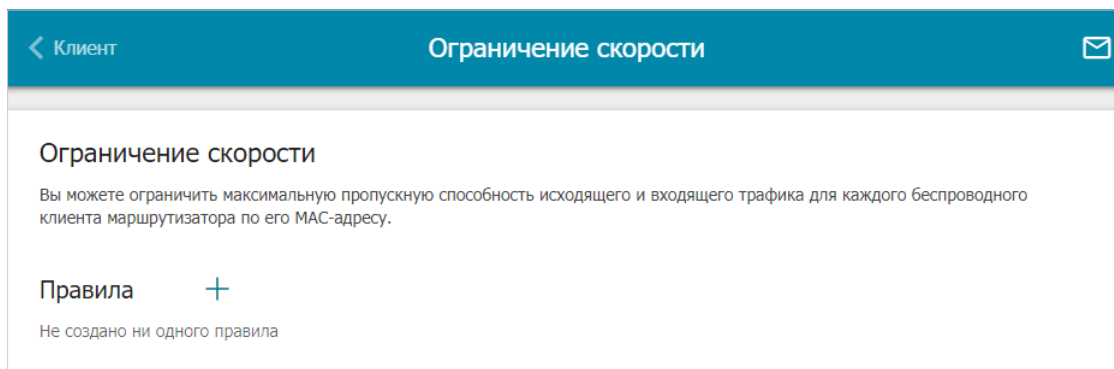 Клиент
Ограничение скорости
Ограничение скорости
Вы можете ограничить максимальную пропускную способность исходящего и входящего трафика для каждого беспроводного
клиента маршрутизатора по его MAC-адресу.
Правила
Не создано ни одного правила